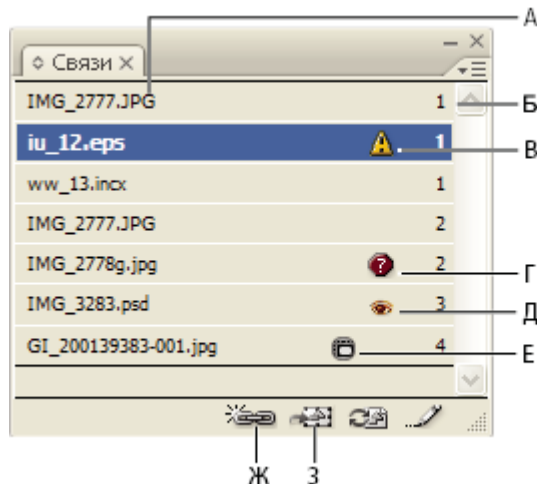 А
Связи
IMG_2777.JPG 1
Б
iu_12.eps 1
В
ww_13.incx 1
IMG_2777.JPG 2
IMG_2778g.jpg ? 2
Г
IMG_3283.psd 3
Д
GI_200139383-001.jpg 4
Е
Ж З